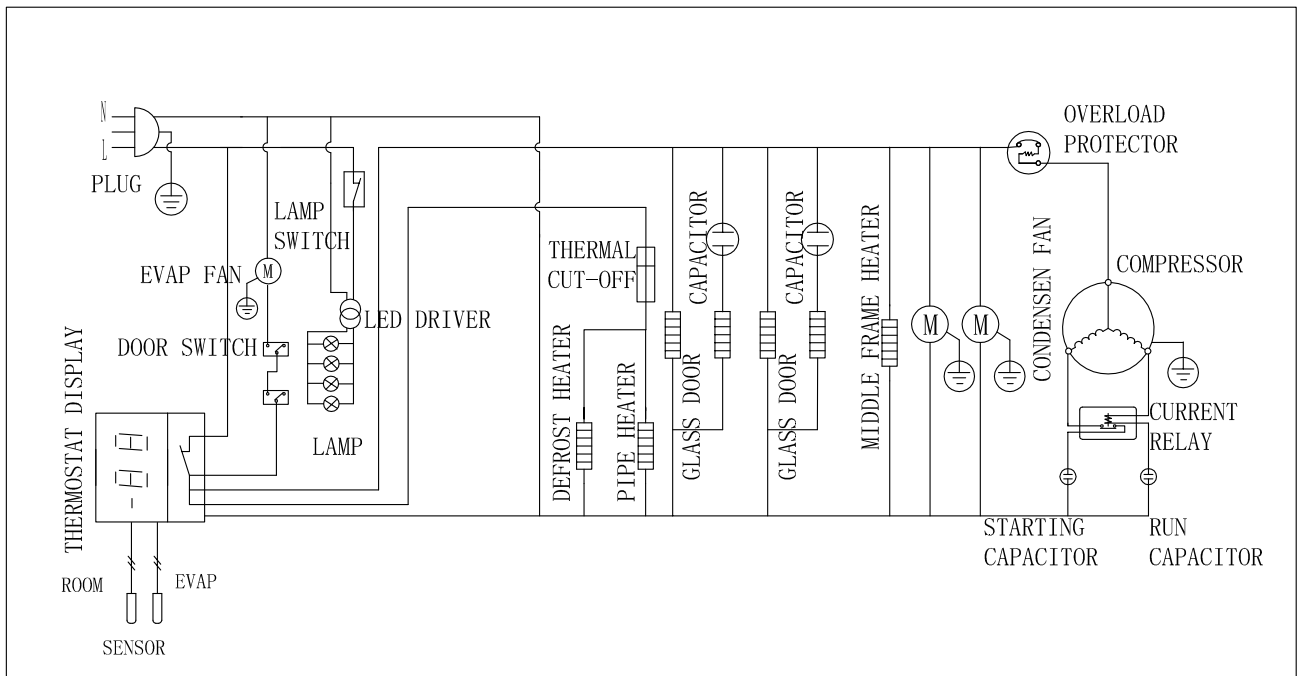 N
L
PLUG
LAMP
SWITCH
EVAP FAN
M
DOOR SWITCH
LED DRIVER
LAMP
THERMOSTAT DISPLAY
ROOM
EVAP
SENSOR
THERMAL
CUT-OFF
DEFROST HEATER
PIPE HEATER
CAPACITOR
GLASS DOOR
CAPACITOR
GLASS DOOR
MIDDLE FRAME HEATER
M
M
CONDENSEN FAN
OVERLOAD
PROTECTOR
COMPRESSOR
CURRENT
RELAY
STARTING
CAPACITOR
RUN
CAPACITOR